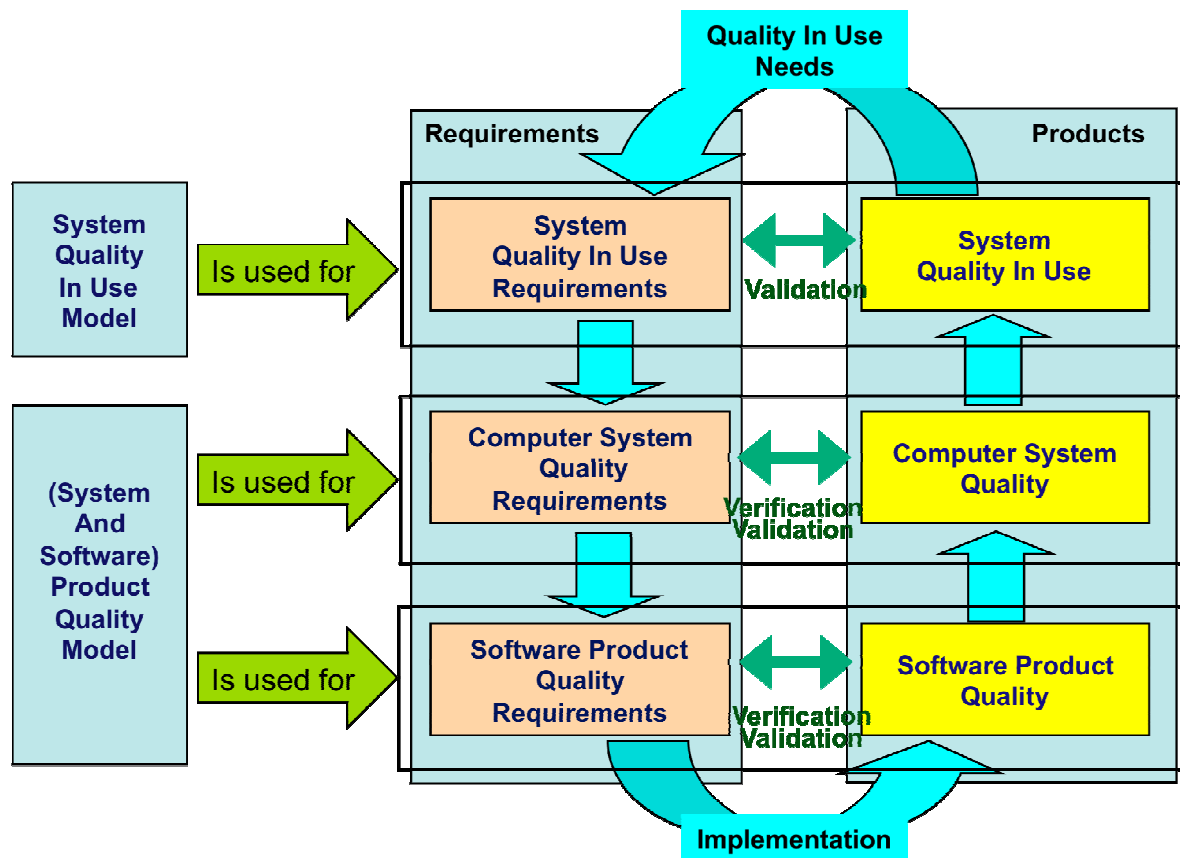 Quality In Use
Needs
Requirements
Products
System
Quality
In Use
Model
Is used for
System
Quality In Use
Requirements
Validation
System
Quality In Use
(System
And
Software)
Product
Quality
Model
Is used for
Computer System
Quality
Requirements
Verification
Validation
Computer System
Quality
Is used for
Software Product
Quality
Requirements
Verification
Validation
Software Product
Quality
Implementation